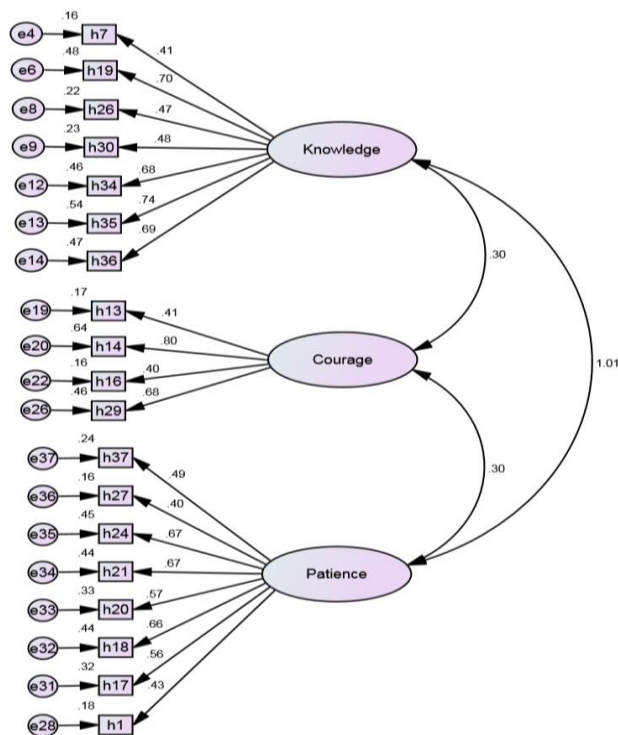 .16
e4 h7 .41
.48
e6 h19 .70
.22
e8 h26 .47
.23
e9 h30 .48 Knowledge
.46
e12 h34 .68
.54
e13 h35 .74
.47
e14 h36 .69
.30
.17
e19 h13 .41
.64
e20 h14 .80
.16
e22 h16 .40 Courage
.46
e26 h29 .68
1.01
.24
e37 h37 .49
.16
e36 h27 .40
.30
.45
e35 h24 .67
.44
e34 h21 .67 Patience
.33
e33 h20 .57
.44
e32 h18 .66
.32
e31 h17 .56
.18
e28 h1 .43